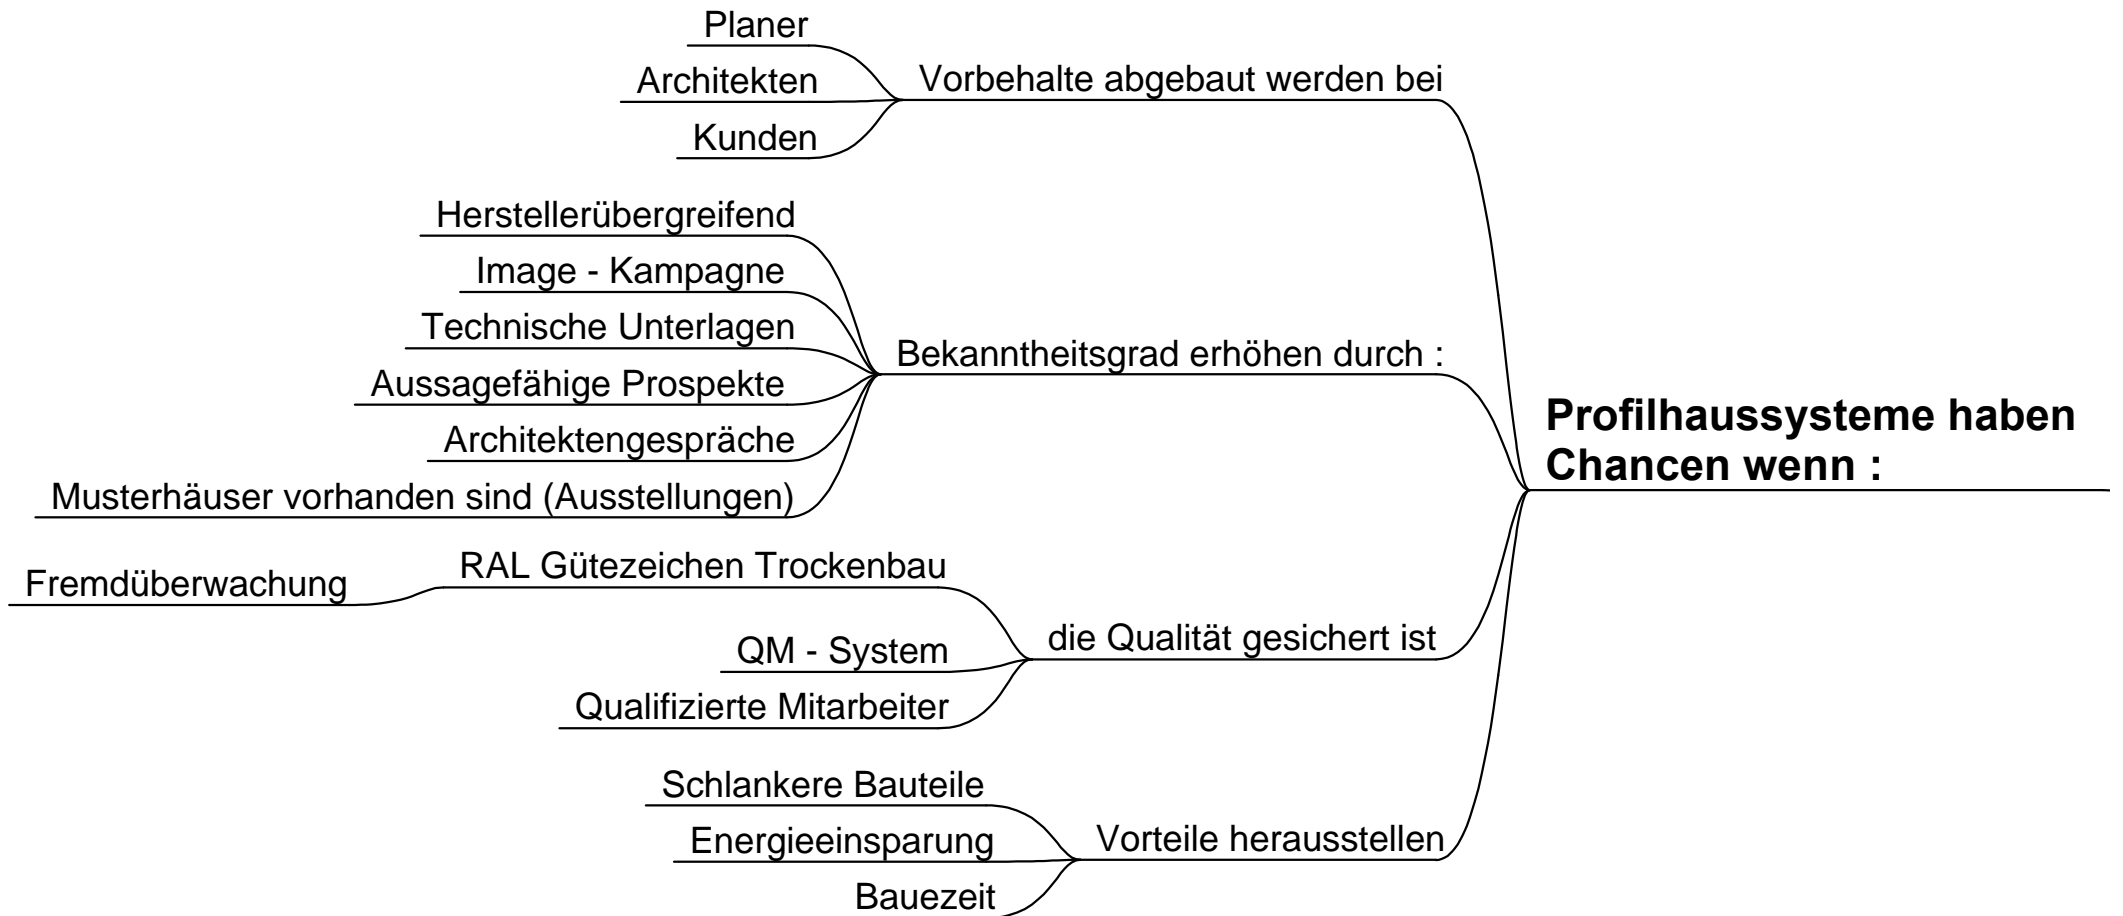 Planer
Architekten
Kunden
Vorbehalte abgebaut werden bei
Herstellerübergreifend
Image - Kampagne
Technische Unterlagen
Aussagefähige Prospekte
Architektengespräche
Musterhäuser vorhanden sind (Ausstellungen)
Bekanntheitsgrad erhöhen durch :
Profilhaussysteme haben
Chancen wenn :
Fremdüberwachung
RAL Gütezeichen Trockenbau
QM - System
Qualifizierte Mitarbeiter
die Qualität gesichert ist
Schlankere Bauteile
Energieeinsparung
Bauezeit
Vorteile herausstellen